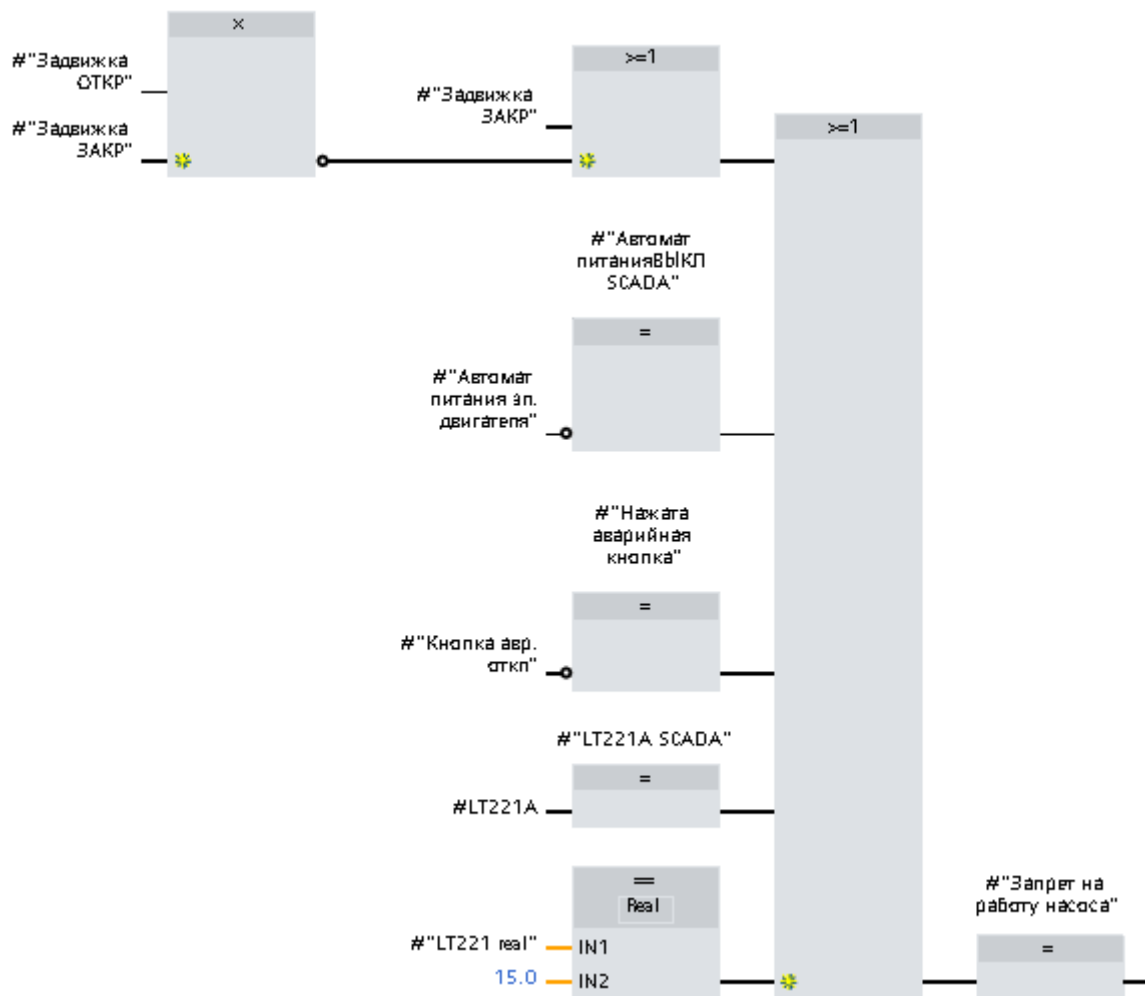 x
#"Задвижка
ОТКР"
#"Задвижка
ЗАКР"
>=1
#"Задвижка
ЗАКР"
>=1
#"Автомат
питанияВЫКЛ
SCADA"
=
#"Автомат
питания эл.
двигателя"
#"Нажата
аварийная
кнопка"
=
#"Кнопка авр.
откл"
#"LT221A SCADA"
=
#LT221A
==
Real
#"LT221 real"
IN1
15.0
IN2
#"Запрет на
работу насоса"
=